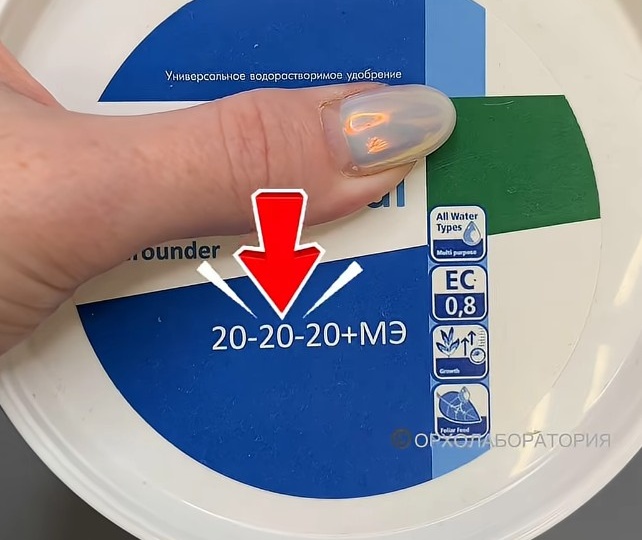 Универсальное водорастворимое удобрение
rounder
20-20-20+МЭ
All Water
Types
Multi purpose
EC
0,8
Growth
Foliar Feed
© ОРХОЛАБОРАТОРИЯ